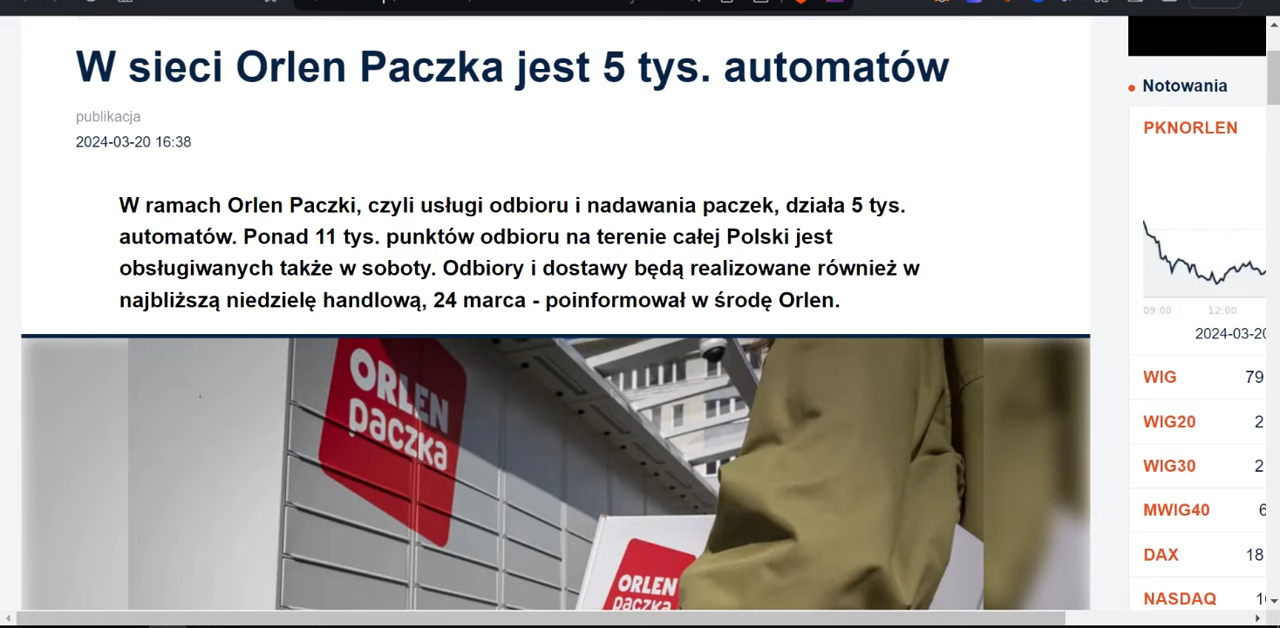 W sieci Orlen Paczka jest 5 tys. automatów
publikacja
2024-03-20 16:38
W ramach Orlen Paczki, czyli usługi odbioru i nadawania paczek, działa 5 tys.
automatów. Ponad 11 tys. punktów odbioru na terenie całej Polski jest
obsługiwanych także w soboty. Odbiory i dostawy będą realizowane również w
najbliższą niedzielę handlową, 24 marca - poinformował w środę Orlen.
ORLEN
paczka
ORLEN
paczka
Notowania
PKNORLEN
09:00 12:00
2024-03-20
WIG 79
WIG20 2
WIG30 2
MWIG40 6
DAX 18
NASDAQ